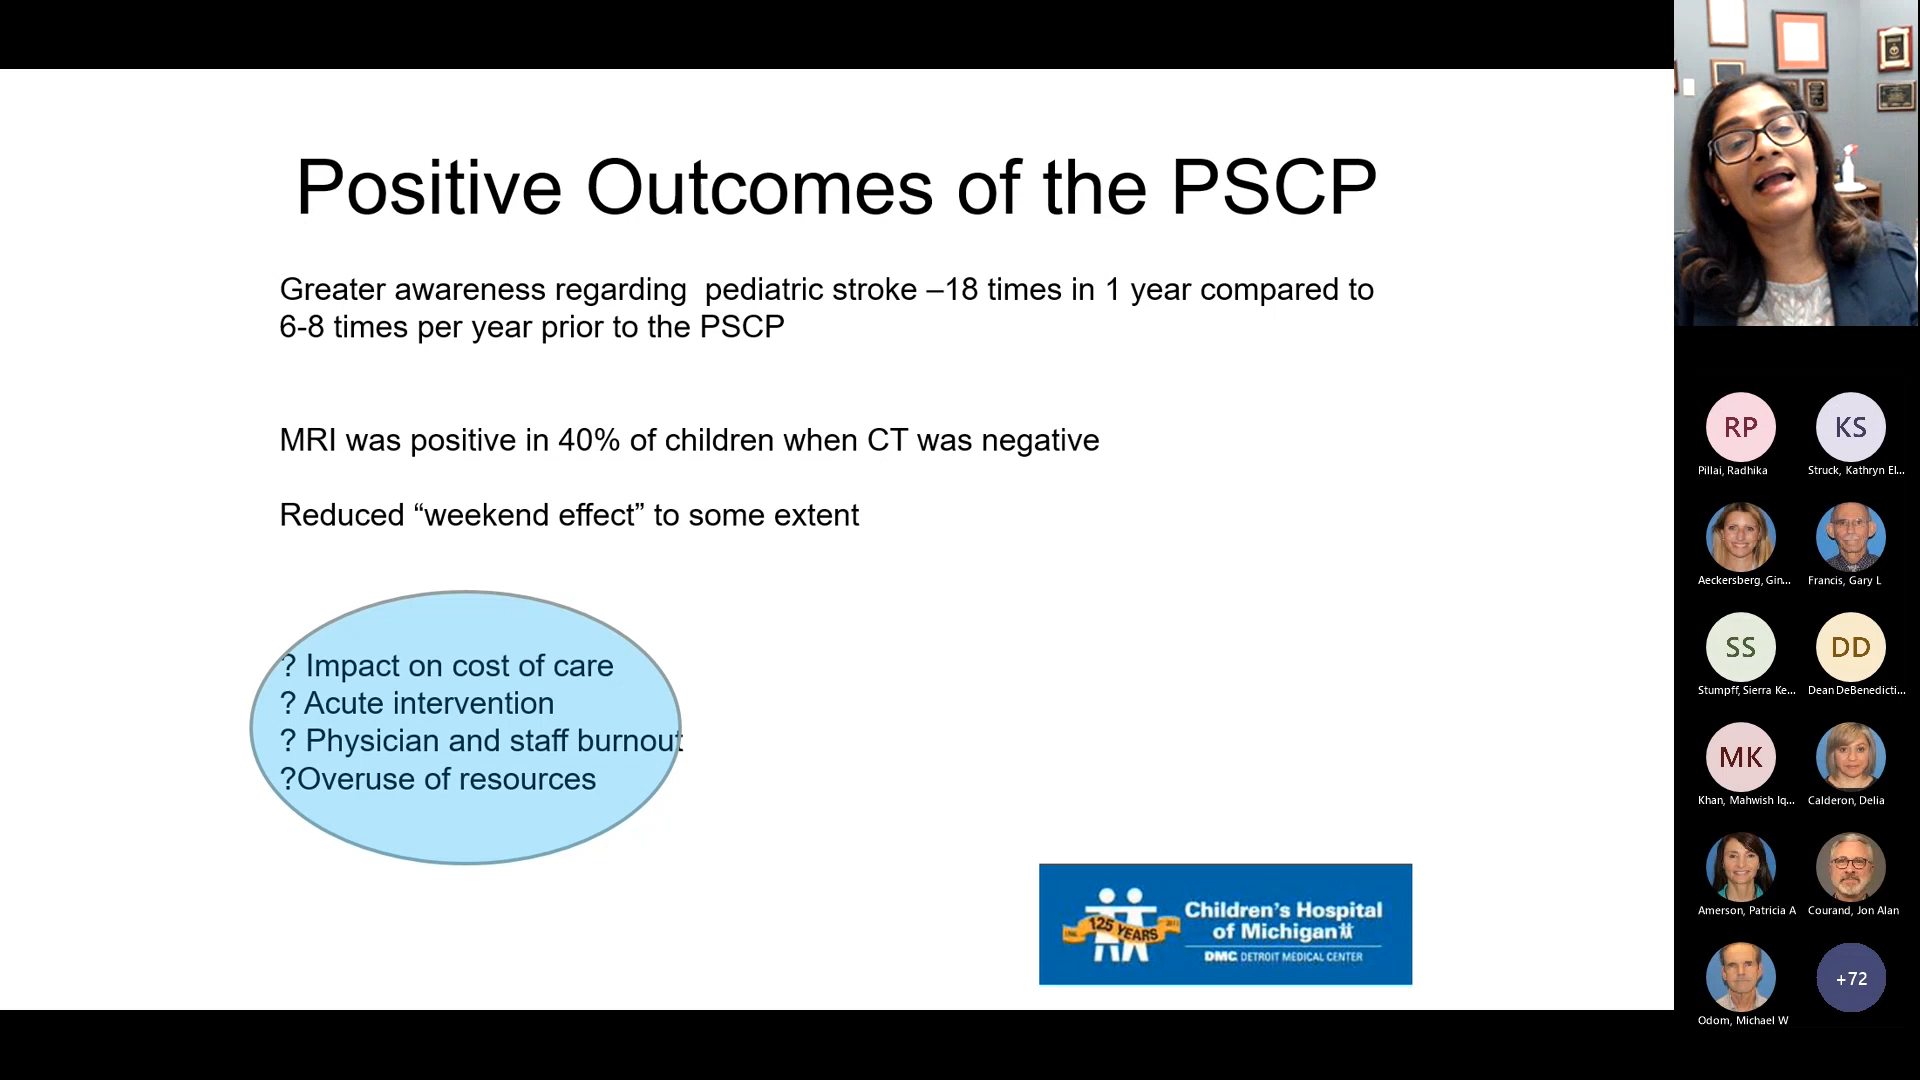 Positive Outcomes of the PSCP
Greater awareness regarding  pediatric stroke –18 times in 1 year compared to
6-8 times per year prior to the PSCP
MRI was positive in 40% of children when CT was negative
Reduced “weekend effect” to some extent
? Impact on cost of care
? Acute intervention
? Physician and staff burnout
?Overuse of resources
125 YEARS
Children's Hospital
of Michigan
DMC DETROIT MEDICAL CENTER
RP
Pillai, Radhika
KS
Struck, Kathryn El...
Aeckersberg, Gin...
Francis, Gary L
SS
Stumpff, Sierra Ke...
DD
Dean DeBenedicti...
MK
Khan, Mahwish Iq...
Calderon, Delia
Amerson, Patricia A
Courand, Jon Alan
Odom, Michael W
+72